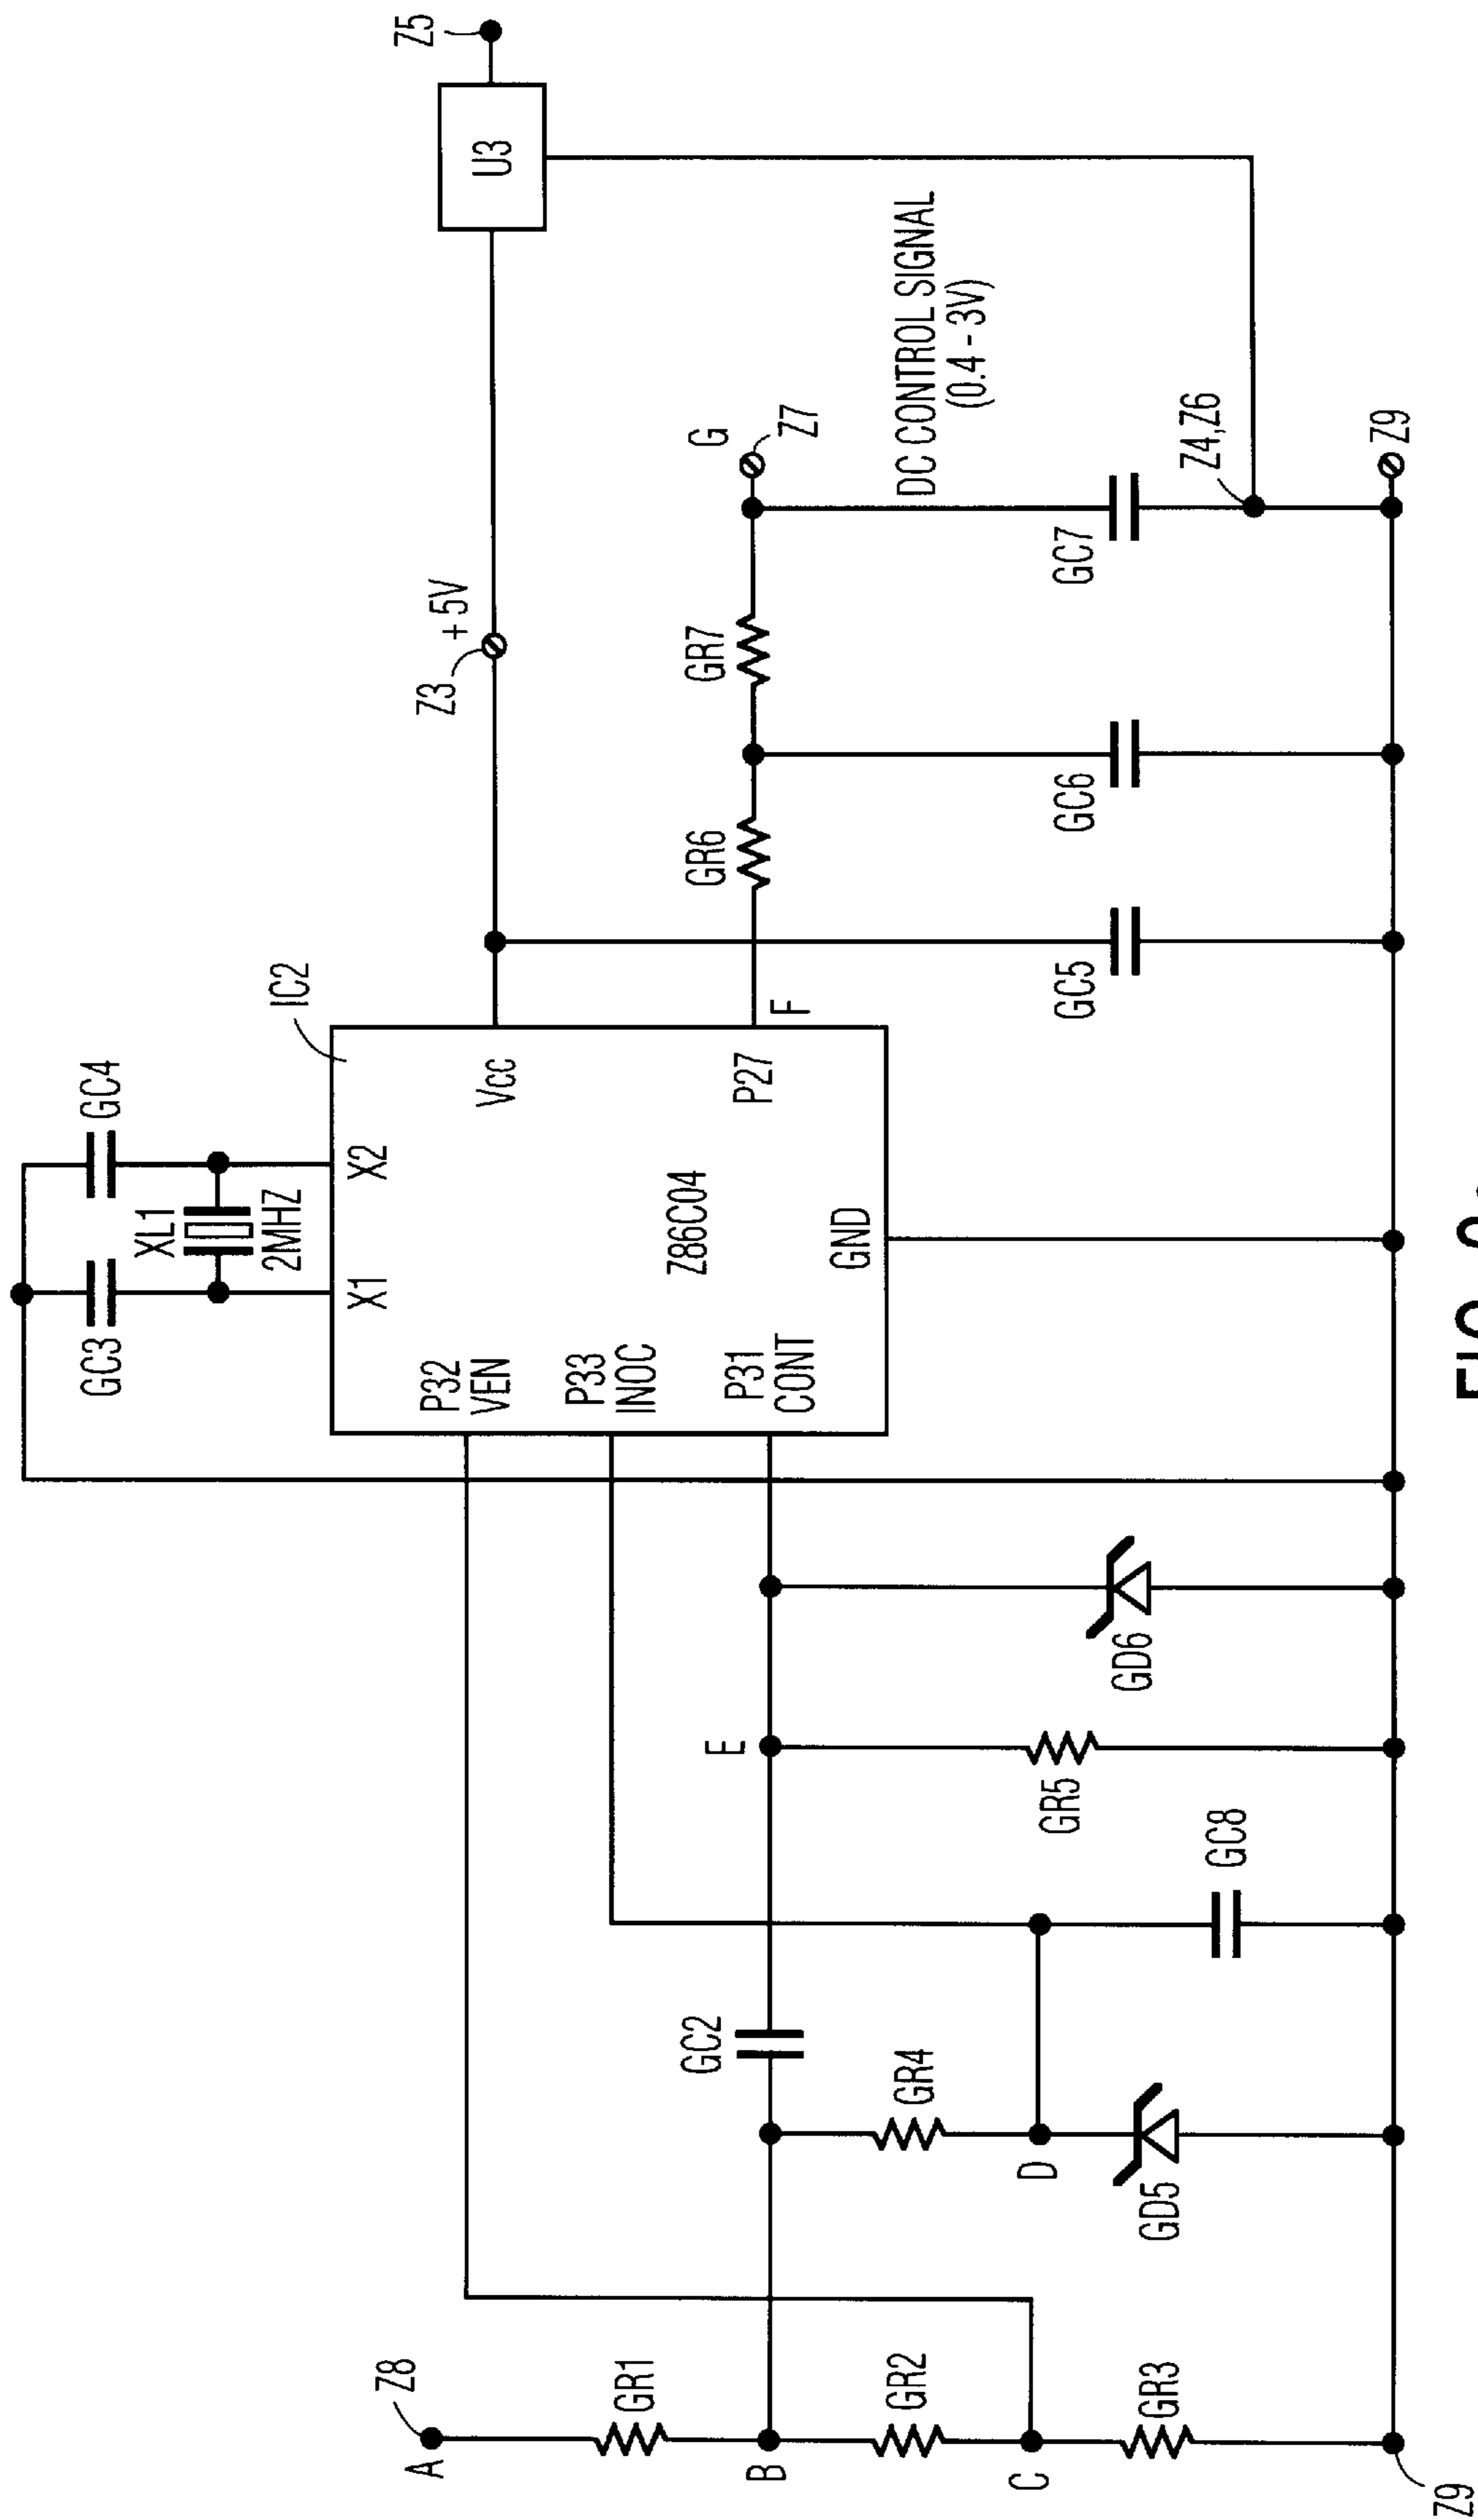 GC3
GC4
XL1
2MHZ
IC2
X1
X2
P32
VEN
P33
INOC
P31
CONT
Vcc
P27
Z86C04
GND
Z3
+5V
U3
Z5
F
GR6
GR7
G
Z7
DC CONTROL SIGNAL
(0.4 - 3V)
GC5
GC6
GC7
Z4,Z6
Z9
Z8
A
GR1
B
GR2
C
GR3
Z9
GC2
GR4
D
GD5
GC8
E
GR5
GD6